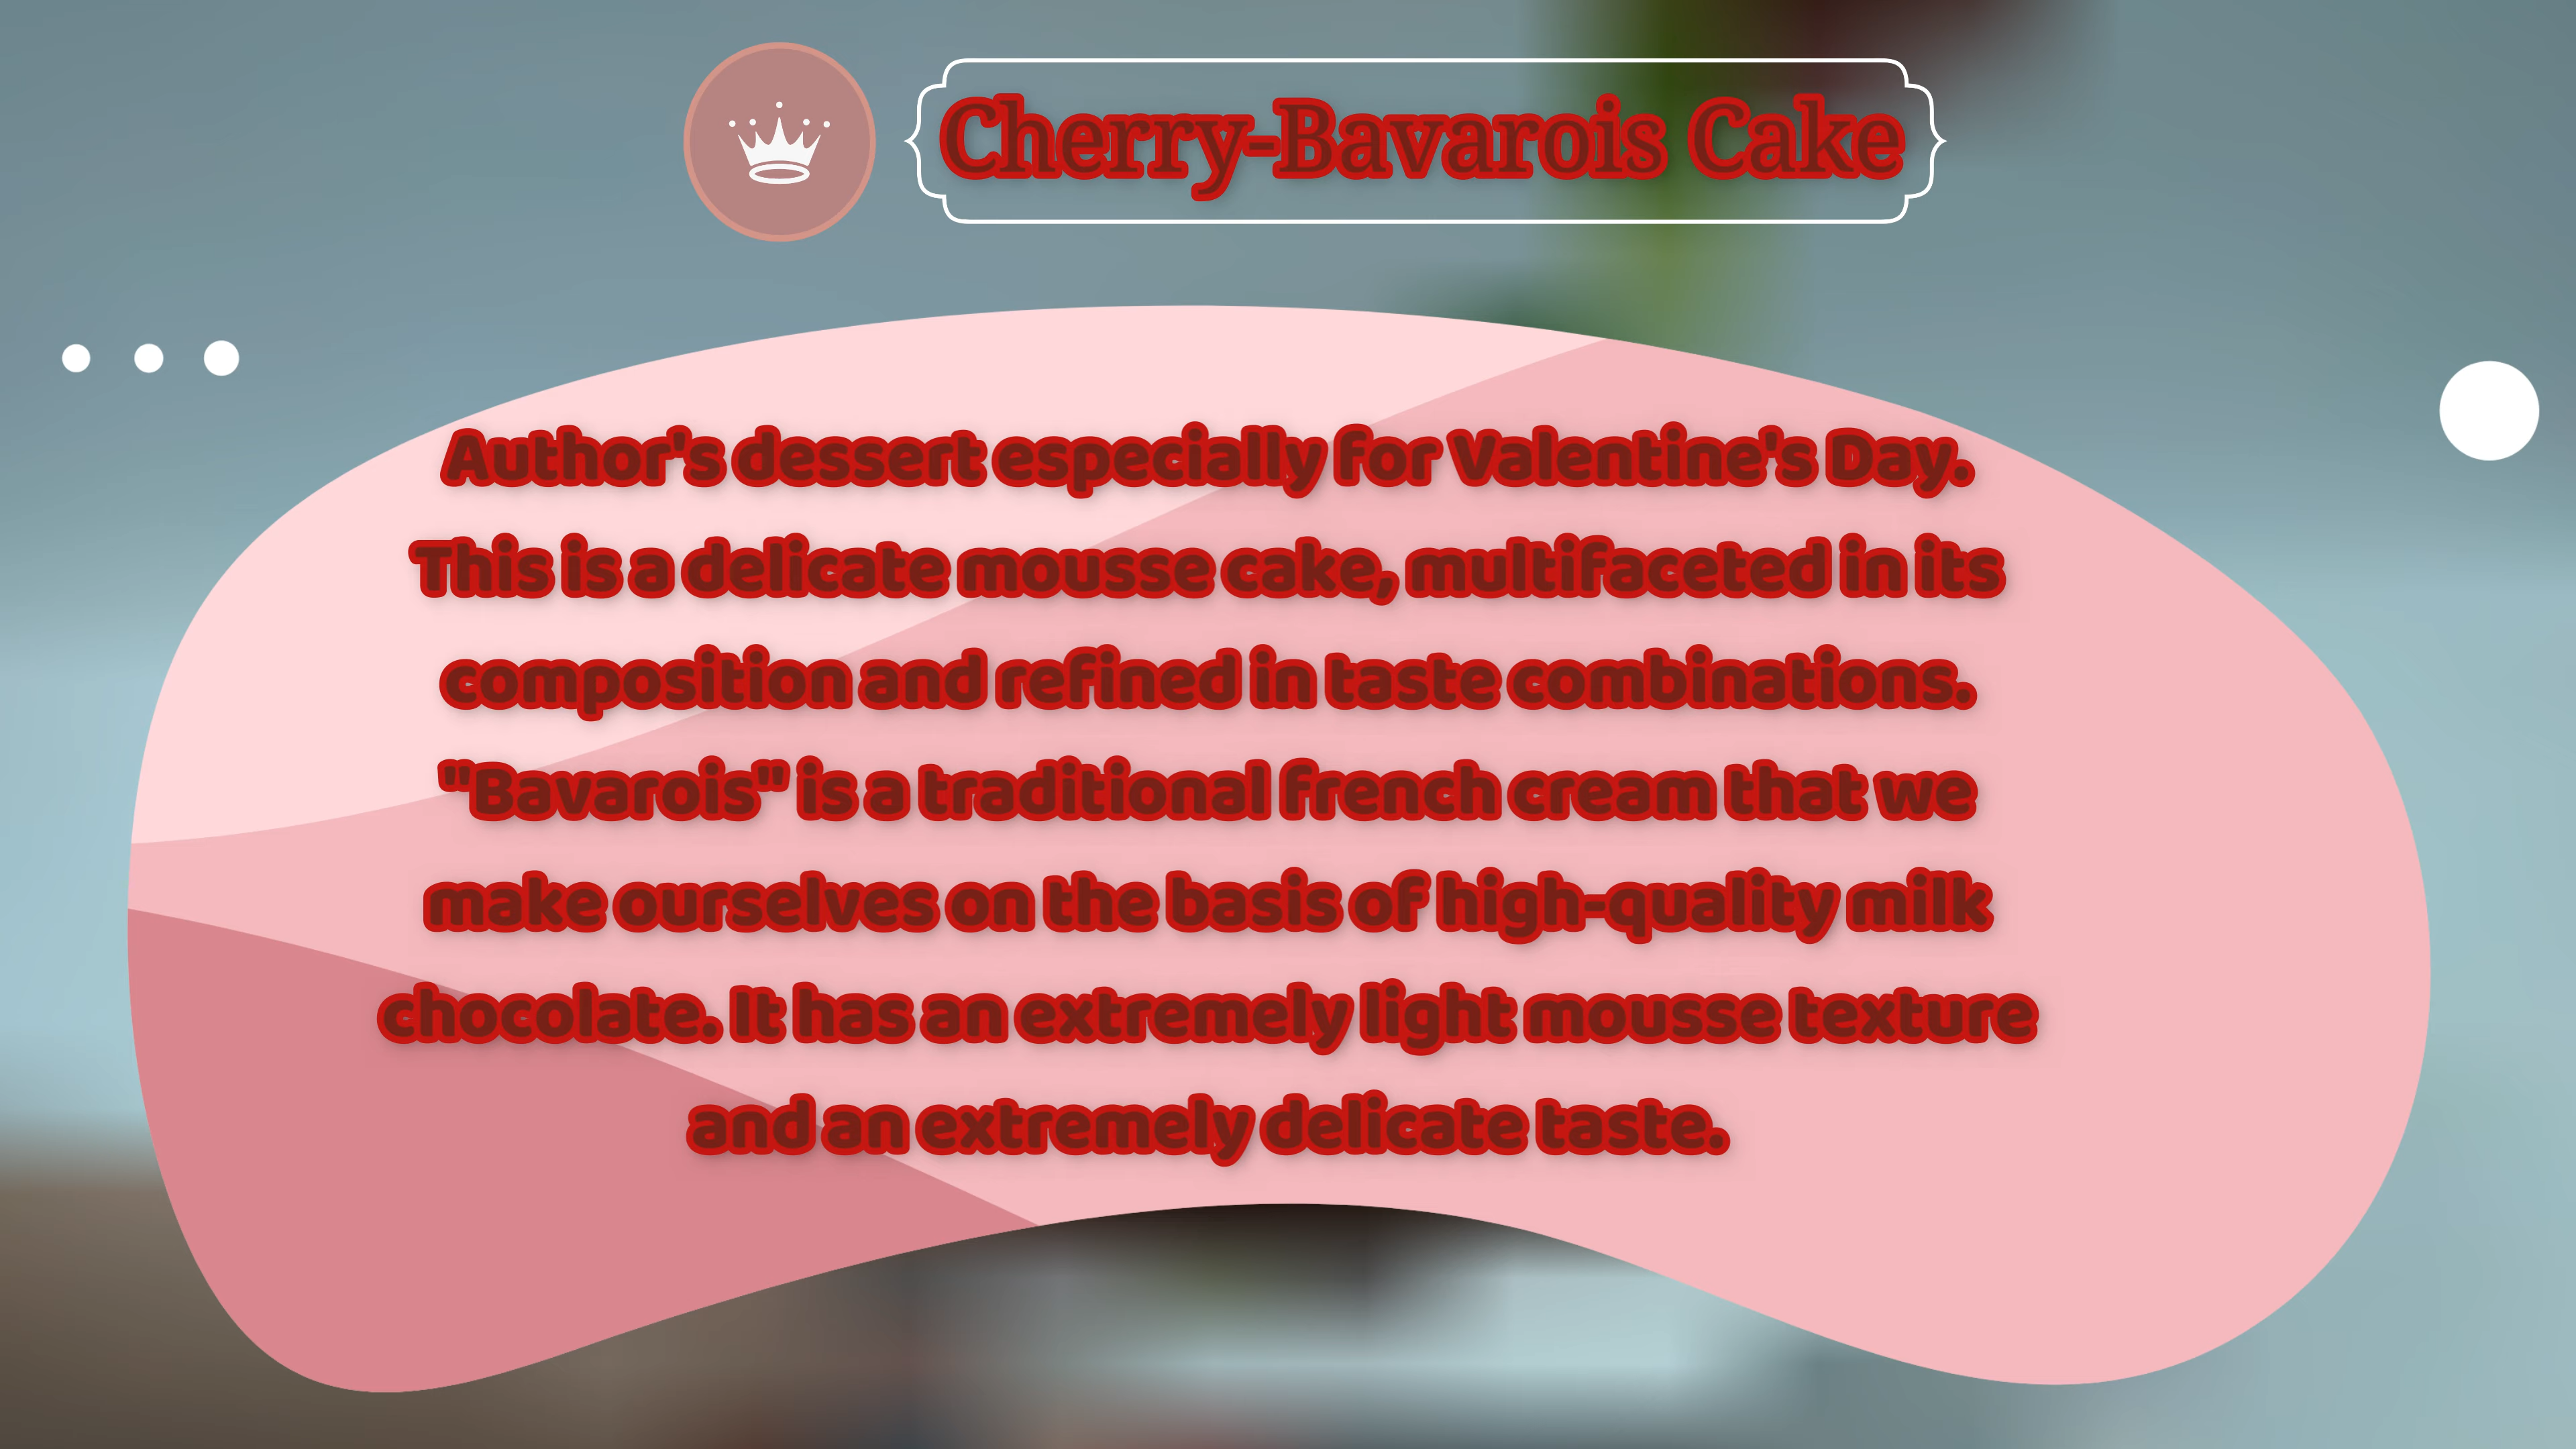 Cherry-Bavarois Cake
Author's dessert especially for Valentine's Day.
This is a delicate mousse cake, multifaceted in its
composition and refined in taste combinations.
"Bavarois" is a traditional French cream that we
make ourselves on the basis of high-quality milk
chocolate. It has an extremely light mousse texture
and an extremely delicate taste.